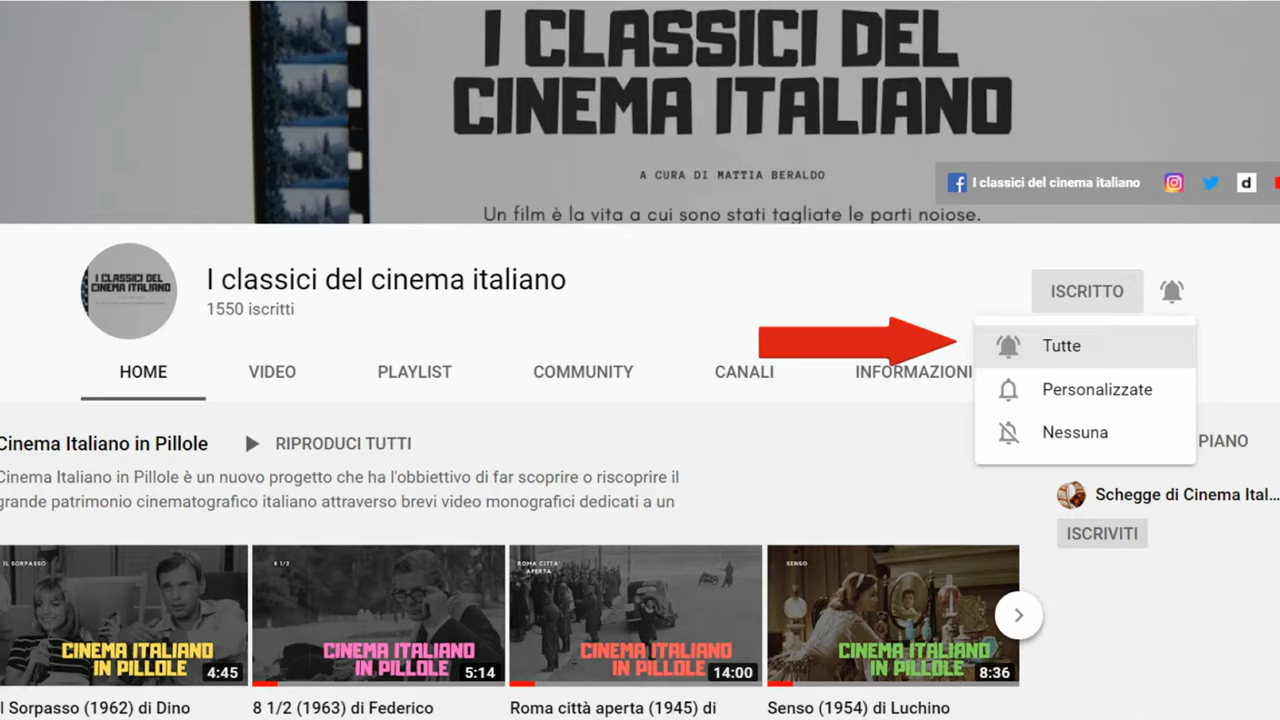 I CLASSICI DEL
CINEMA ITALIANO
A CURA DI MATTIA BERALDO
I classici del cinema italiano
Un film è la vita a cui sono stati tagliate le parti noiose.
I CLASSICI DEL
CINEMA ITALIANO
I classici del cinema italiano
1550 iscritti
ISCRITTO
Tutte
Personalizzate
Nessuna
HOME
VIDEO
PLAYLIST
COMMUNITY
CANALI
INFORMAZIONI
Cinema Italiano in Pillole
RIPRODUCI TUTTI
PIANO
Cinema Italiano in Pillole è un nuovo progetto che ha l'obbiettivo di far scoprire o riscoprire il
grande patrimonio cinematografico italiano attraverso brevi video monografici dedicati a un
Schegge di Cinema Ital...
ISCRIVITI
IL SORPASSO
CINEMA ITALIANO
IN PILLOLE
4:45
8 1/2
CINEMA ITALIANO
IN PILLOLE
5:14
ROMA CITTA'
APERTA
CINEMA ITALIANO
IN PILLOLE
14:00
SENSO
CINEMA ITALIANO
IN PILLOLE
8:36
Il Sorpasso (1962) di Dino
8 1/2 (1963) di Federico
Roma città aperta (1945) di
Senso (1954) di Luchino